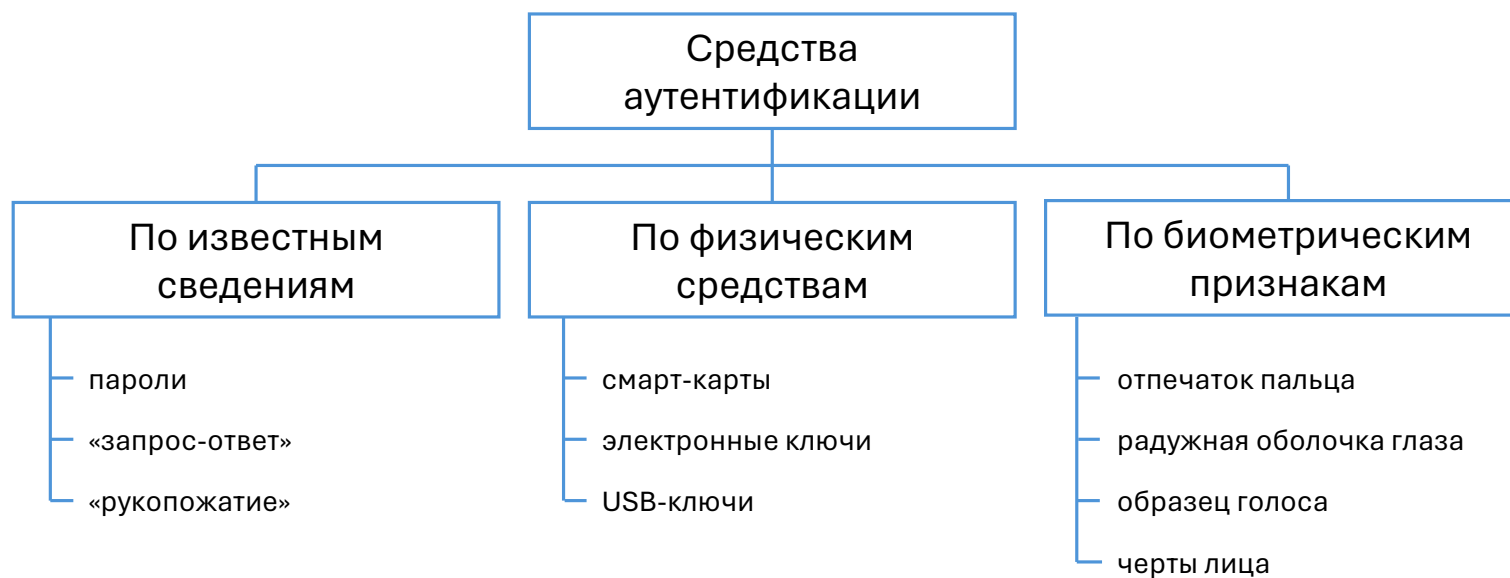 Средства
аутентификации
По известным
сведениям
пароли
«запрос-ответ»
«рукопожатие»
По физическим
средствам
смарт-карты
электронные ключи
USB-ключи
По биометрическим
признакам
отпечаток пальца
радужная оболочка глаза
образец голоса
черты лица